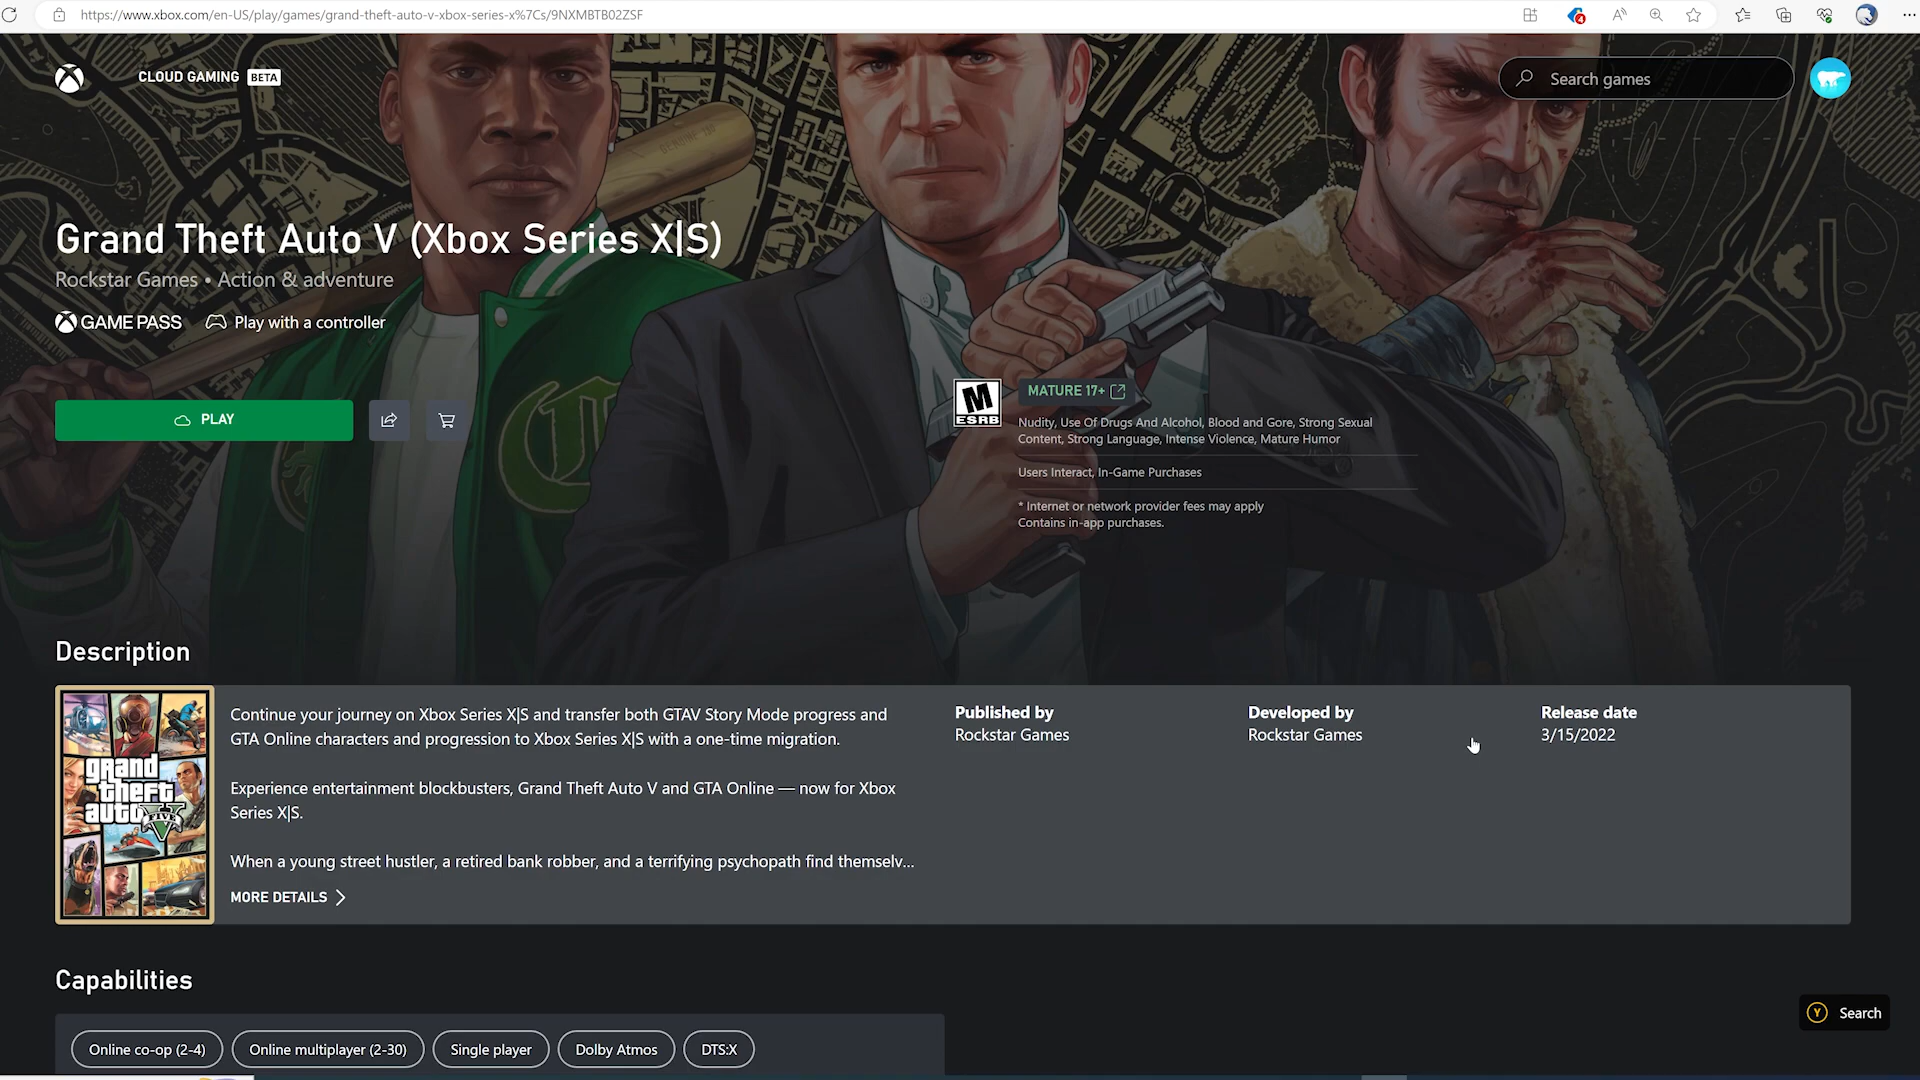 https://www.xbox.com/en-US/play/games/grand-theft-auto-v-xbox-series-x%7Cs/9NXMBTB02ZSF
4
CLOUD GAMING BETA
Search games
Grand Theft Auto V (Xbox Series X|S)
Rockstar Games • Action & adventure
GAME PASS Play with a controller
PLAY
M
ESRB
MATURE 17+
Nudity, Use Of Drugs And Alcohol, Blood and Gore, Strong Sexual
Content, Strong Language, Intense Violence, Mature Humor
Users Interact, In-Game Purchases
* Internet or network provider fees may apply
Contains in-app purchases.
Description
grand
theft
auto
V
FIVE
Continue your journey on Xbox Series X|S and transfer both GTAV Story Mode progress and
GTA Online characters and progression to Xbox Series X|S with a one-time migration.
Experience entertainment blockbusters, Grand Theft Auto V and GTA Online — now for Xbox
Series X|S.
When a young street hustler, a retired bank robber, and a terrifying psychopath find themselv...
MORE DETAILS
Published by
Rockstar Games
Developed by
Rockstar Games
Release date
3/15/2022
Capabilities
Online co-op (2-4)
Online multiplayer (2-30)
Single player
Dolby Atmos
DTS:X
Y Search